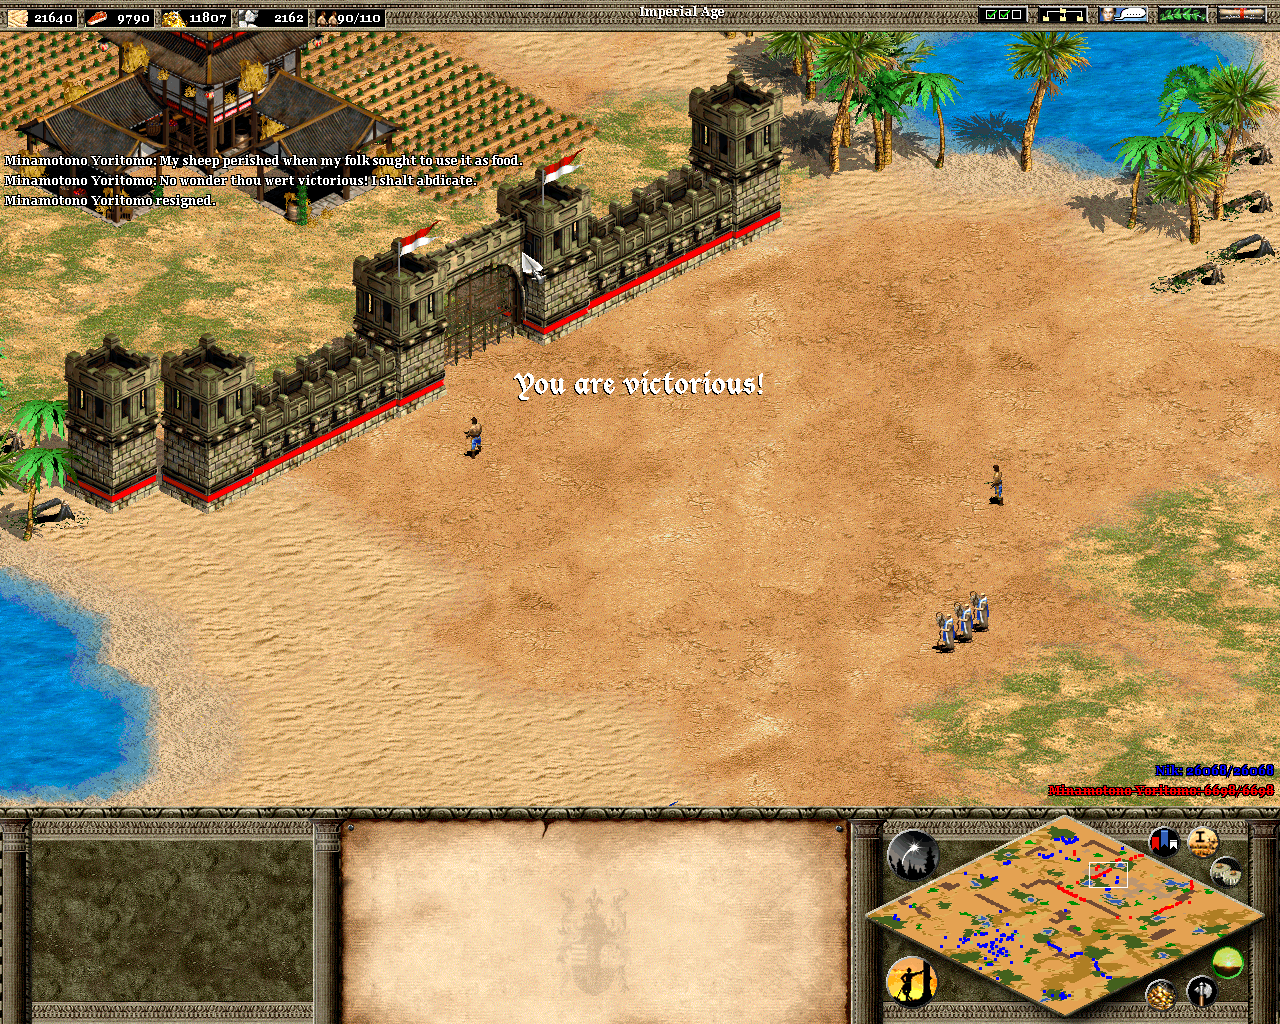 21640 9790 11807 2162 90/110 Imperial Age
Minamotono Yoritomo: My sheep perished when my folk sought to use it as food.
Minamotono Yoritomo: No wonder thou wert victorious! I shalt abdicate.
Minamotono Yoritomo resigned.
You are victorious!
Minamotono Yoritomo: 6698/6698